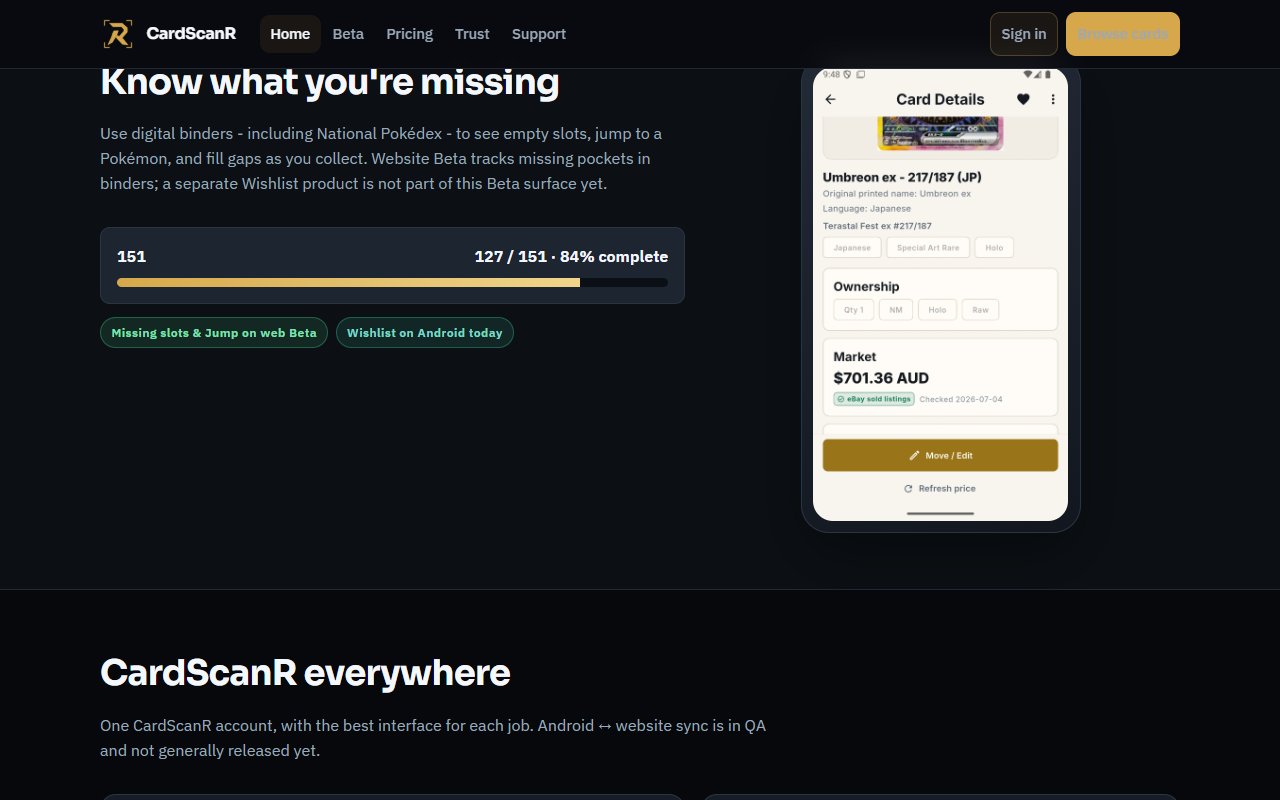 CardScanR
Home
Beta
Pricing
Trust
Support
Sign in
Browse cards
Know what you're missing
Use digital binders - including National Pokédex - to see empty slots, jump to a
Pokémon, and fill gaps as you collect. Website Beta tracks missing pockets in
binders; a separate Wishlist product is not part of this Beta surface yet.
151
127 / 151 · 84% complete
Missing slots & Jump on web Beta
Wishlist on Android today
9:48
Card Details
Umbreon ex - 217/187 (JP)
Original printed name: Umbreon ex
Language: Japanese
Terastal Fest ex #217/187
Japanese
Special Art Rare
Holo
Ownership
Qty 1
NM
Holo
Raw
Market
$701.36 AUD
eBay sold listings
Checked 2026-07-04
Move / Edit
Refresh price
CardScanR everywhere
One CardScanR account, with the best interface for each job. Android ↔ website sync is in QA
and not generally released yet.